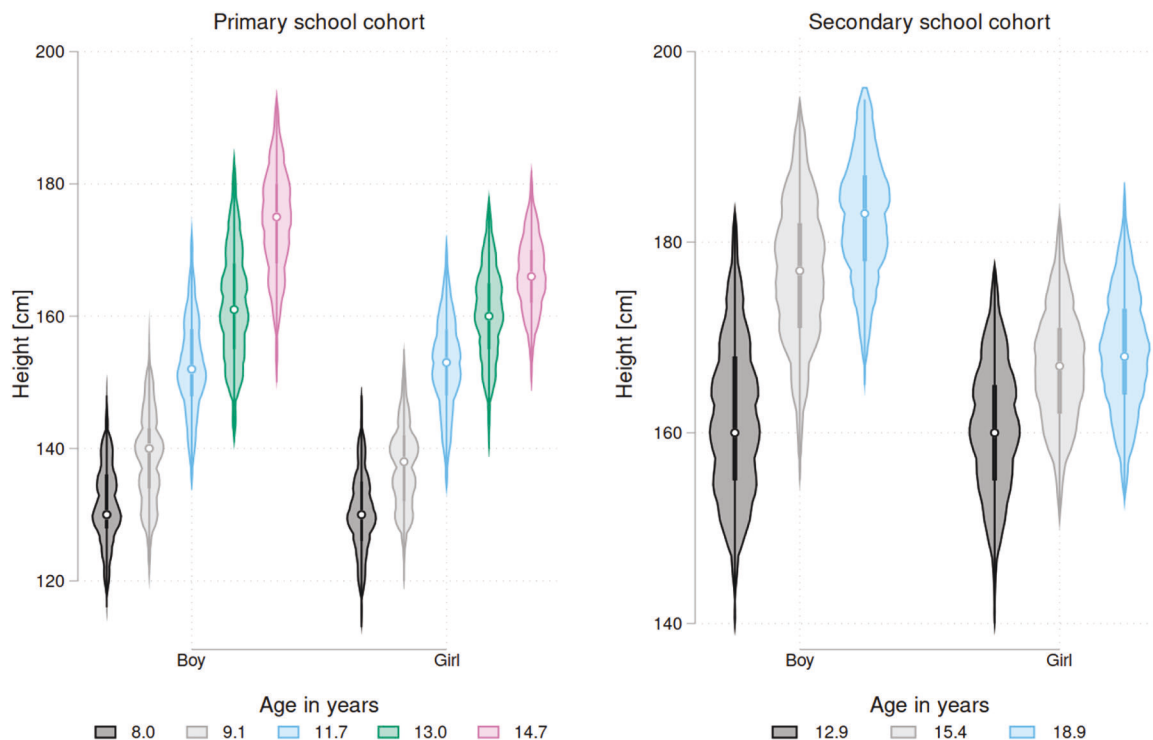 Primary school cohort
200
180
160
140
120
Height [cm]
Boy Girl
Age in years
8.0 9.1 11.7 13.0 14.7
Secondary school cohort
200
180
160
140
Height [cm]
Boy Girl
Age in years
12.9 15.4 18.9